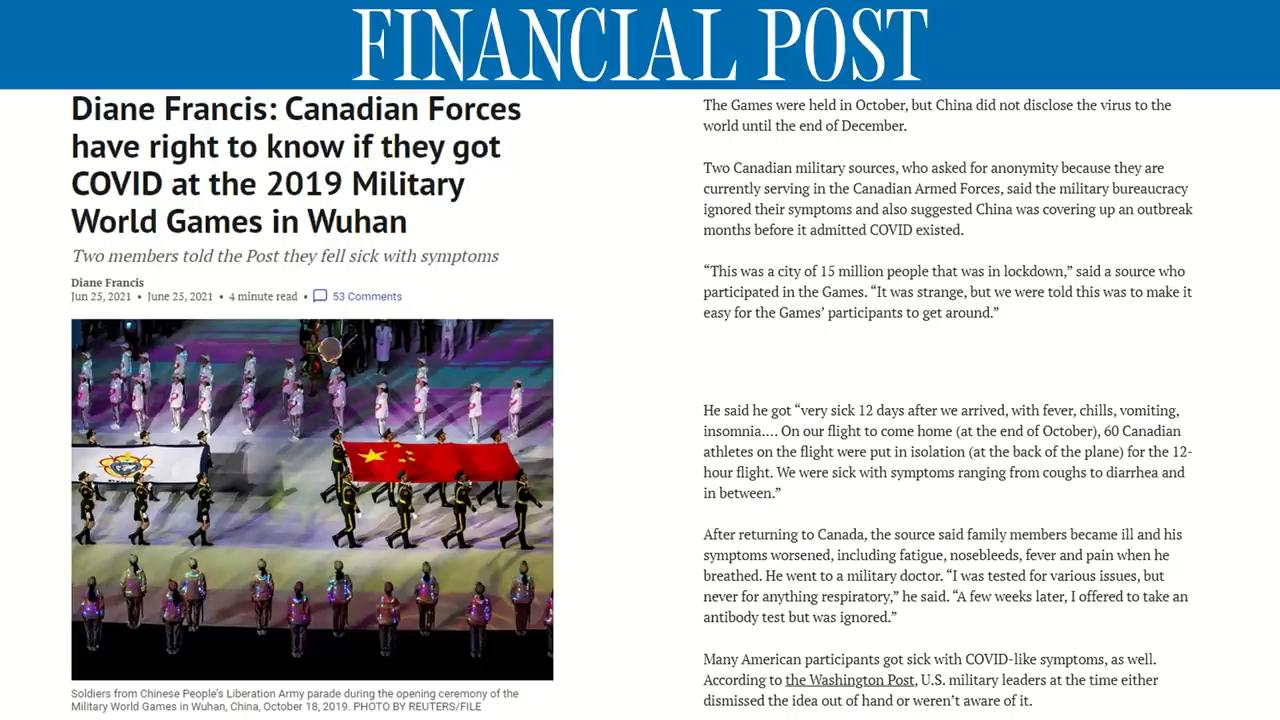 FINANCIAL POST
Diane Francis: Canadian Forces
have right to know if they got
COVID at the 2019 Military
World Games in Wuhan
Two members told the Post they fell sick with symptoms
Diane Francis
Jun 25, 2021 • June 25, 2021 • 4 minute read • 53 Comments
Soldiers from Chinese People's Liberation Army parade during the opening ceremony of the
Military World Games in Wuhan, China, October 18, 2019. PHOTO BY REUTERS/FILE
The Games were held in October, but China did not disclose the virus to the
world until the end of December.
Two Canadian military sources, who asked for anonymity because they are
currently serving in the Canadian Armed Forces, said the military bureaucracy
ignored their symptoms and also suggested China was covering up an outbreak
months before it admitted COVID existed.
“This was a city of 15 million people that was in lockdown,” said a source who
participated in the Games. “It was strange, but we were told this was to make it
easy for the Games’ participants to get around.”
He said he got “very sick 12 days after we arrived, with fever, chills, vomiting,
insomnia.… On our flight to come home (at the end of October), 60 Canadian
athletes on the flight were put in isolation (at the back of the plane) for the 12-
hour flight. We were sick with symptoms ranging from coughs to diarrhea and
in between.”
After returning to Canada, the source said family members became ill and his
symptoms worsened, including fatigue, nosebleeds, fever and pain when he
breathed. He went to a military doctor. “I was tested for various issues, but
never for anything respiratory,” he said. “A few weeks later, I offered to take an
antibody test but was ignored.”
Many American participants got sick with COVID-like symptoms, as well.
According to the Washington Post, U.S. military leaders at the time either
dismissed the idea out of hand or weren’t aware of it.